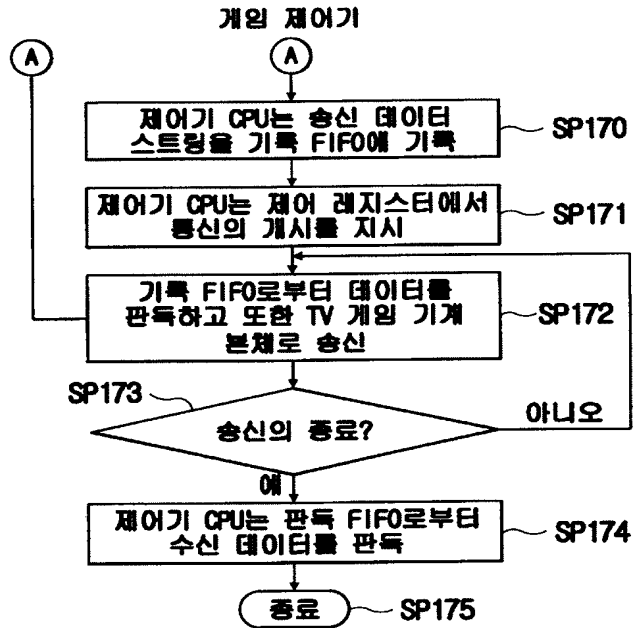 게임 제어기
A
A
제어기 CPU는 송신 데이터
스트링을 기록 FIFO에 기록
SP170
제어기 CPU는 제어 레지스터에서
통신의 개시를 지시
SP171
기록 FIFO로부터 데이터를
판독하고 또한 TV 게임 기계
본체로 송신
SP172
SP173
송신의 종료?
아니오
예
제어기 CPU는 판독 FIFO로부터
수신 데이터를 판독
SP174
종료
SP175